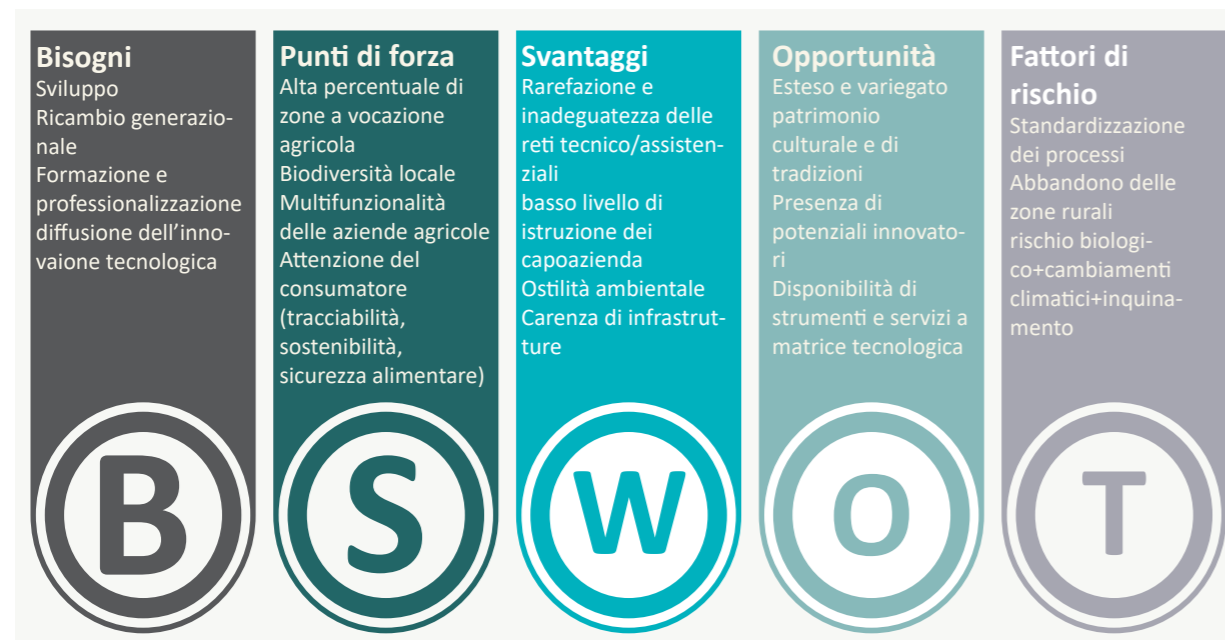 Bisogni
Sviluppo
Ricambio generazio-
nale
Formazione e
professionalizzazione
diffusione dell’inno-
vaione tecnologica
B
Punti di forza
Alta percentuale di
zone a vocazione
agricola
Biodiversità locale
Multifunzionalità
delle aziende agricole
Attenzione del
consumatore
(tracciabilità,
sostenibilità,
sicurezza alimentare)
S
Svantaggi
Rarefazione e
inadeguatezza delle
reti tecnico/assisten-
ziali
basso livello di
istruzione dei
capoazienda
Ostilità ambientale
Carenza di infrastrut-
ture
W
Opportunità
Esteso e variegato
patrimonio
culturale e di
tradizioni
Presenza di
potenziali innovato-
ri
Disponibilità di
strumenti e servizi a
matrice tecnologica
O
Fattori di
rischio
Standardizzazione
dei processi
Abbandono delle
zone rurali
rischio biologi-
co+cambiamenti
climatici+inquina-
mento
T